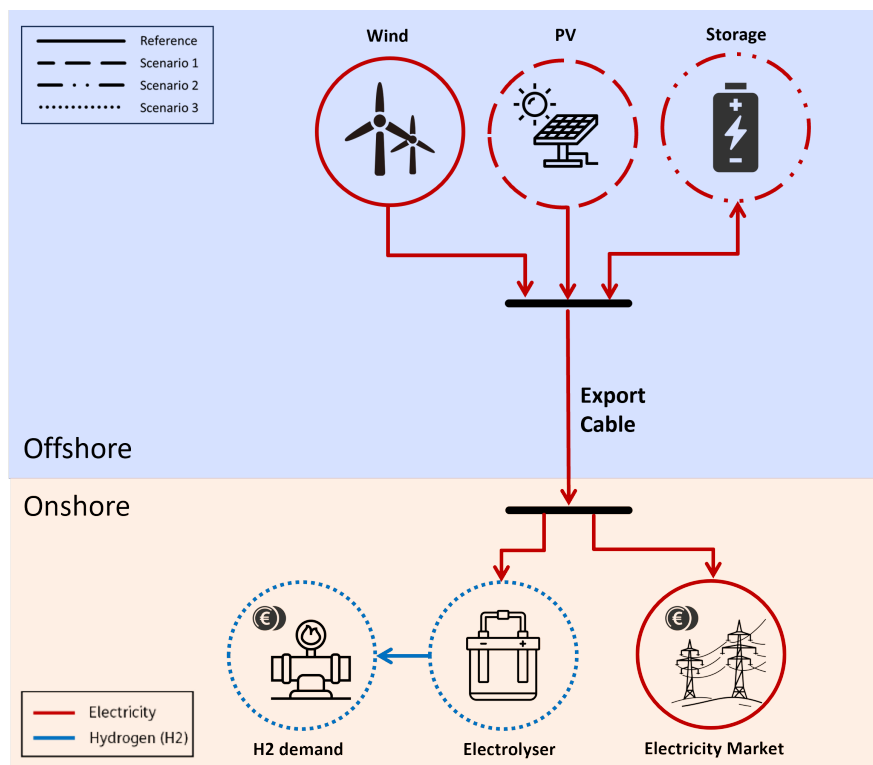 Reference
Scenario 1
Scenario 2
Scenario 3
Wind
PV
Storage
Export
Cable
Offshore
Onshore
€
€
Electricity
Hydrogen (H2)
H2 demand
Electrolyser
Electricity Market